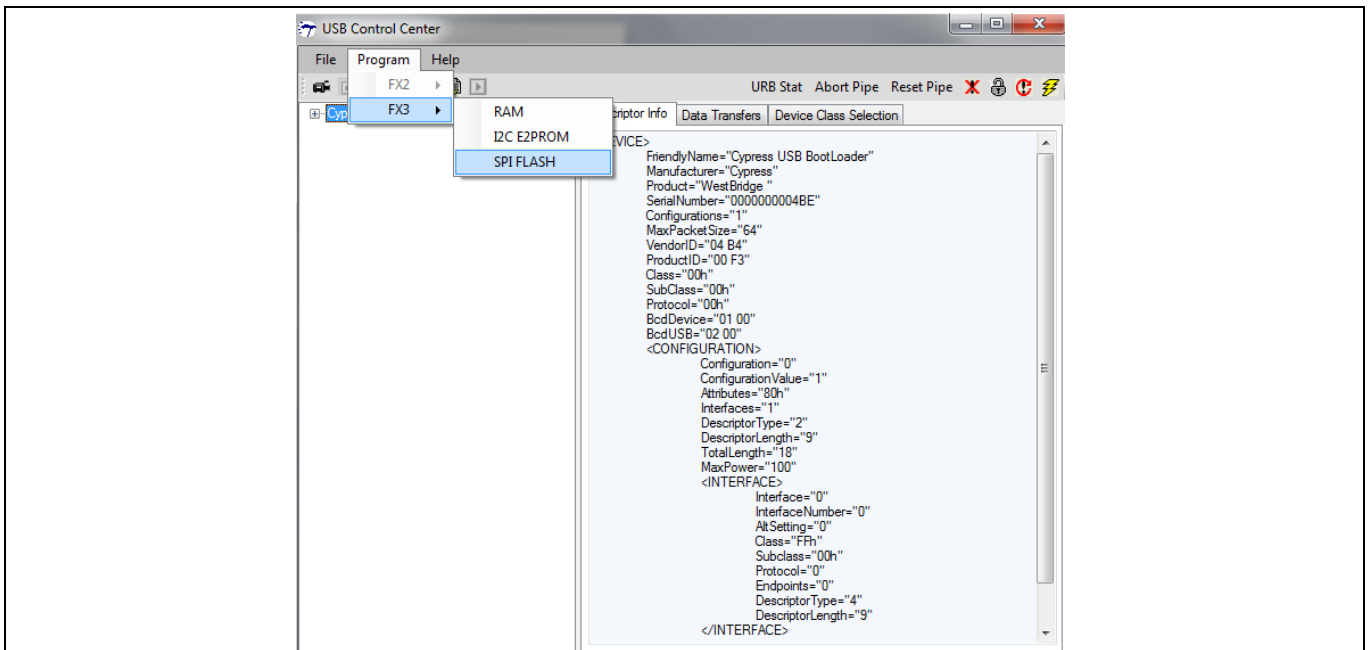 USB Control Center
File Program Help
FX2
URB Stat Abort Pipe Reset Pipe
FX3
RAM
I2C E2PROM
SPI FLASH
Cyp
criptor Info Data Transfers Device Class Selection
EVICE>
FriendlyName="Cypress USB BootLoader"
Manufacturer="Cypress"
Product="WestBridge "
SerialNumber="0000000004BE"
Configurations="1"
MaxPacketSize="64"
VendorID="04 B4"
ProductID="00 F3"
Class="00h"
SubClass="00h"
Protocol="00h"
BcdDevice="01 00"
BcdUSB="02 00"
<CONFIGURATION>
Configuration="0"
ConfigurationValue="1"
Attributes="80h"
Interfaces="1"
DescriptorType="2"
DescriptorLength="9"
TotalLength="18"
MaxPower="100"
<INTERFACE>
Interface="0"
InterfaceNumber="0"
AltSetting="0"
Class="FFh"
Subclass="00h"
Protocol="0"
Endpoints="0"
DescriptorType="4"
DescriptorLength="9"
</INTERFACE>